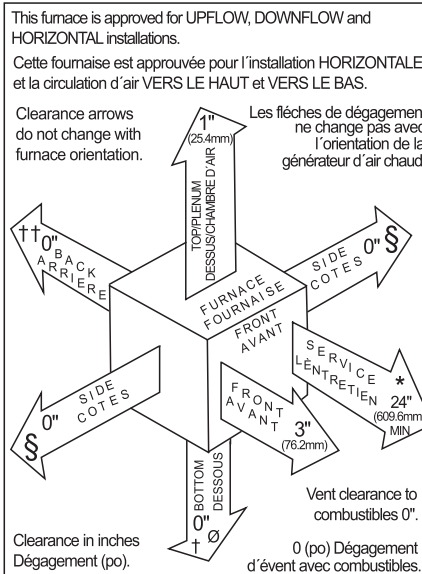 This furnace is approved for UPFLOW, DOWNFLOW and
HORIZONTAL installations.
Cette fournaise est approuvée pour l´installation HORIZONTALE
et la circulation d´air VERS LE HAUT et VERS LE BAS.
Clearance arrows
do not change with
furnace orientation.
Les fléches de dégagement
ne change pas avec
l´orientation de la
générateur d´air chaud.
1"
(25.4mm)
TOP/PLENUM
DESSUS/CHAMBRE D´AIR
††0"
BACK
ARRIERE
SIDE
COTES
0" §
FURNACE
FOURNAISE
FRONT
AVANT
SERVICE
LÈNTRETIEN
*
24"
(609.6mm)
MIN
§ 0"
SIDE
COTES
FRONT
AVANT
3"
(76.2mm)
BOTTOM
DESSOUS
0"
† Ø
Vent clearance to
combustibles 0".
Clearance in inches
Dégagement (po).
0 (po) Dégagement
d´évent avec combustibles.